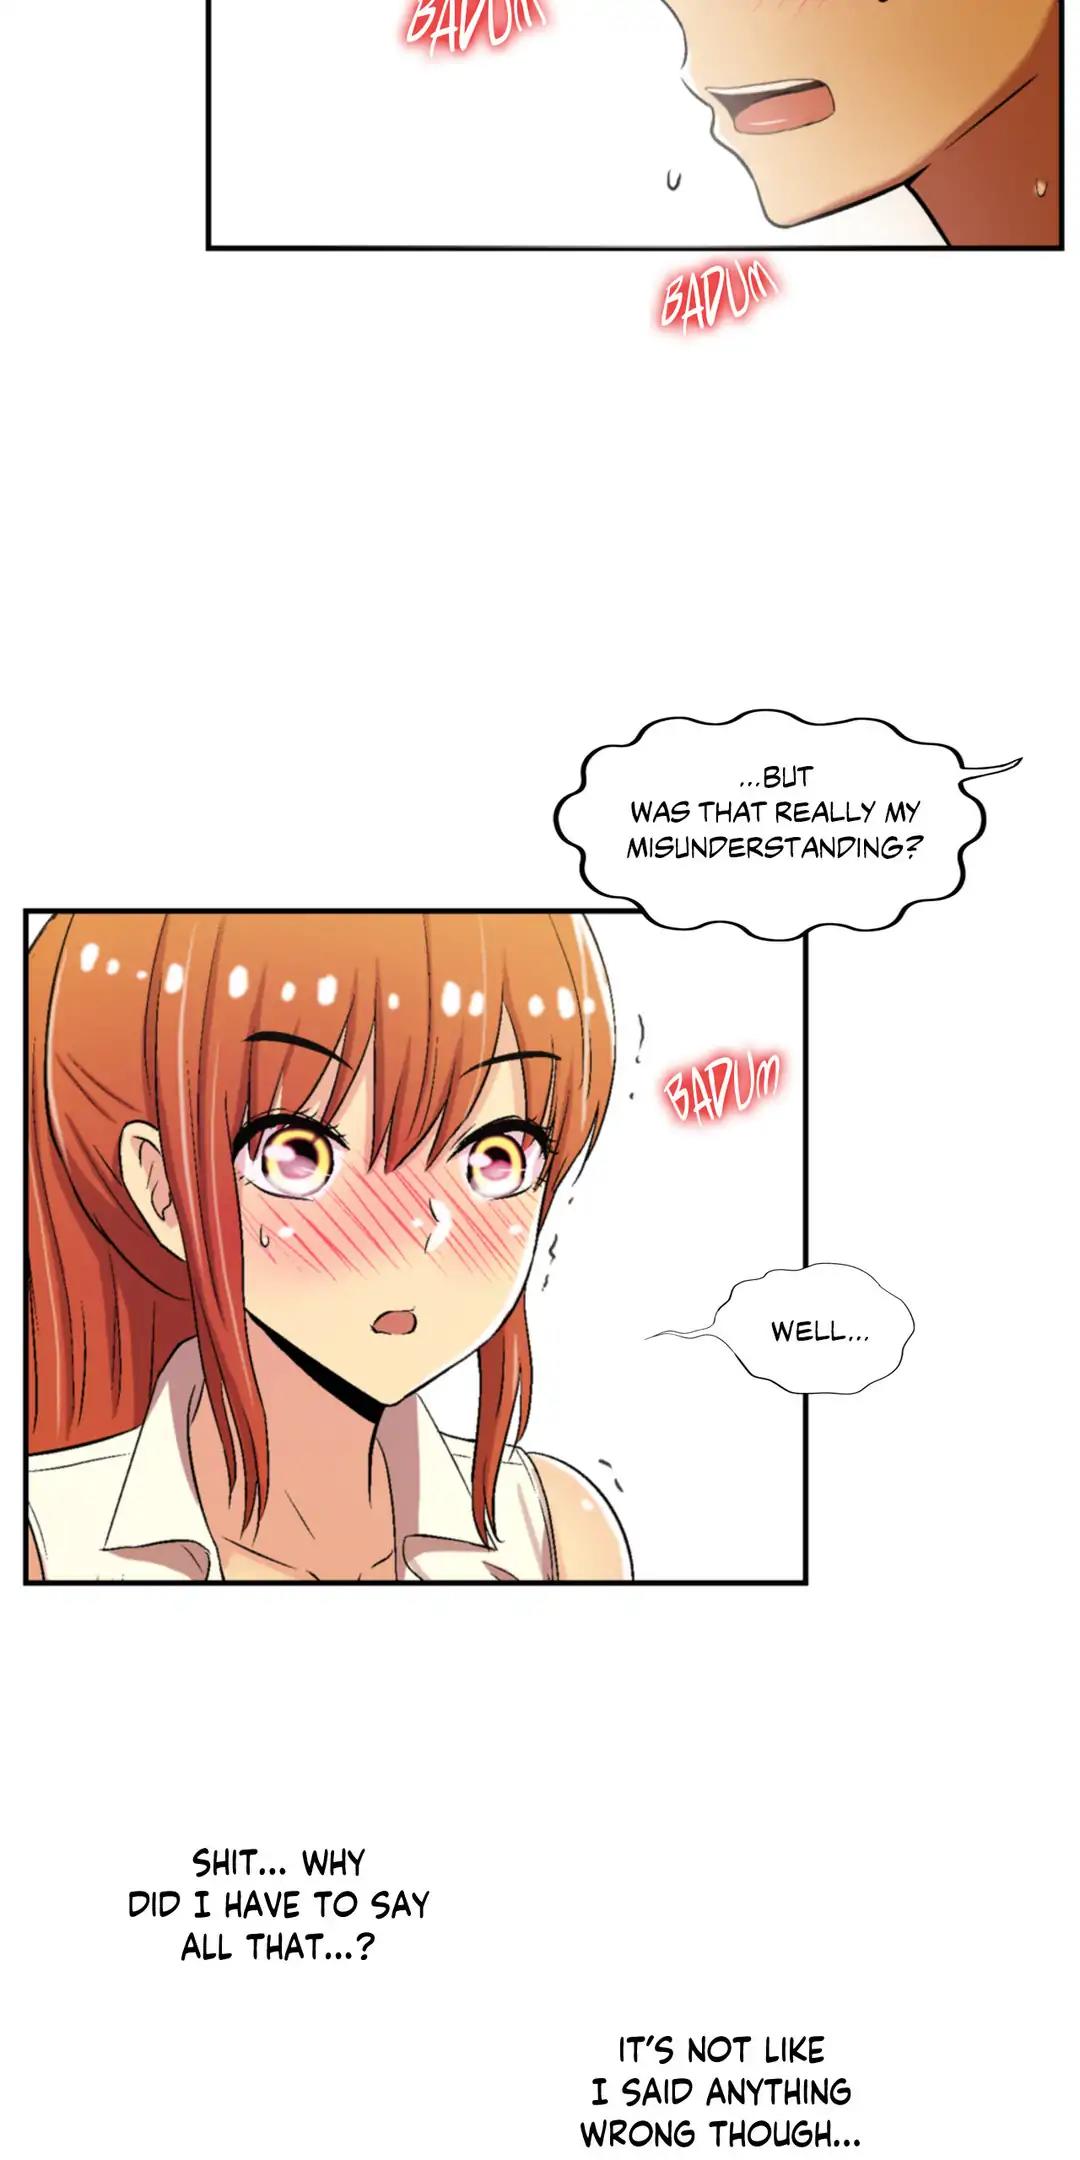 BADUM
BADUM
...BUT
WAS THAT REALLY MY
MISUNDERSTANDING?
BADUM
WELL...
SHIT... WHY
DID I HAVE TO SAY
ALL THAT...?
IT'S NOT LIKE
I SAID ANYTHING
WRONG THOUGH...